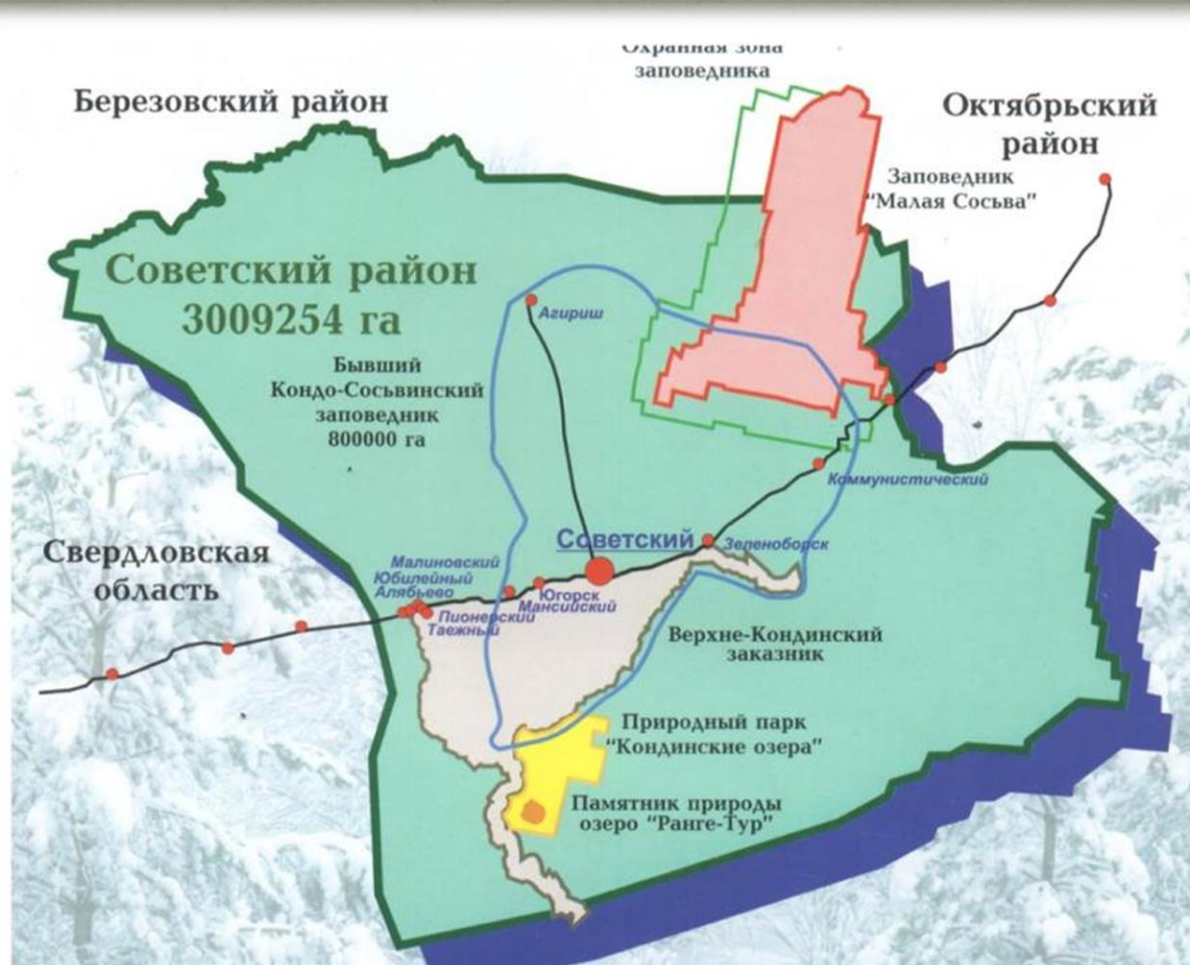 Охранная зона
заповедника
Березовский район
Октябрьский
район
Заповедник
"Малая Сосьва"
Советский район
3009254 га
Агириш
Бывший
Кондо-Сосьвинский
заповедник
800000 га
Коммунистический
Советский
Зеленоборск
Свердловская
область
Малиновский
Юбилейный
Алябьево
Югорск
Мансийский
Пионерский
Таежный
Верхне-Кондинский
заказник
Природный парк
"Кондинские озера"
Памятник природы
озеро "Ранге-Тур"